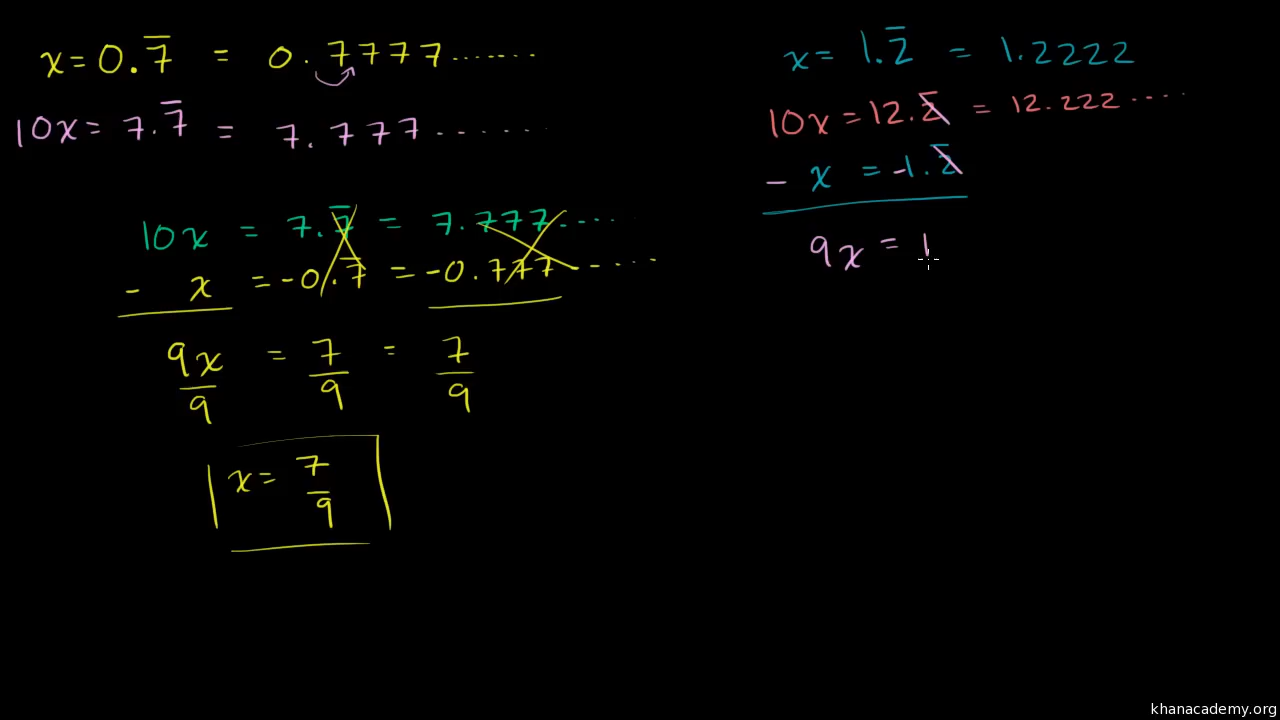 x = 0.7̅ = 0.7777.......
10x = 7.7̅ = 7.777.......
10x = 7.7̅ = 7.777.....
- x = -0.7̅ = -0.777.....
9x/9 = 7/9 = 7/9
x = 7/9
x = 1.2̅ = 1.2222
10x = 12.2̅ = 12.222....
- x = -1.2̅
9x = 1
khanacademy.org